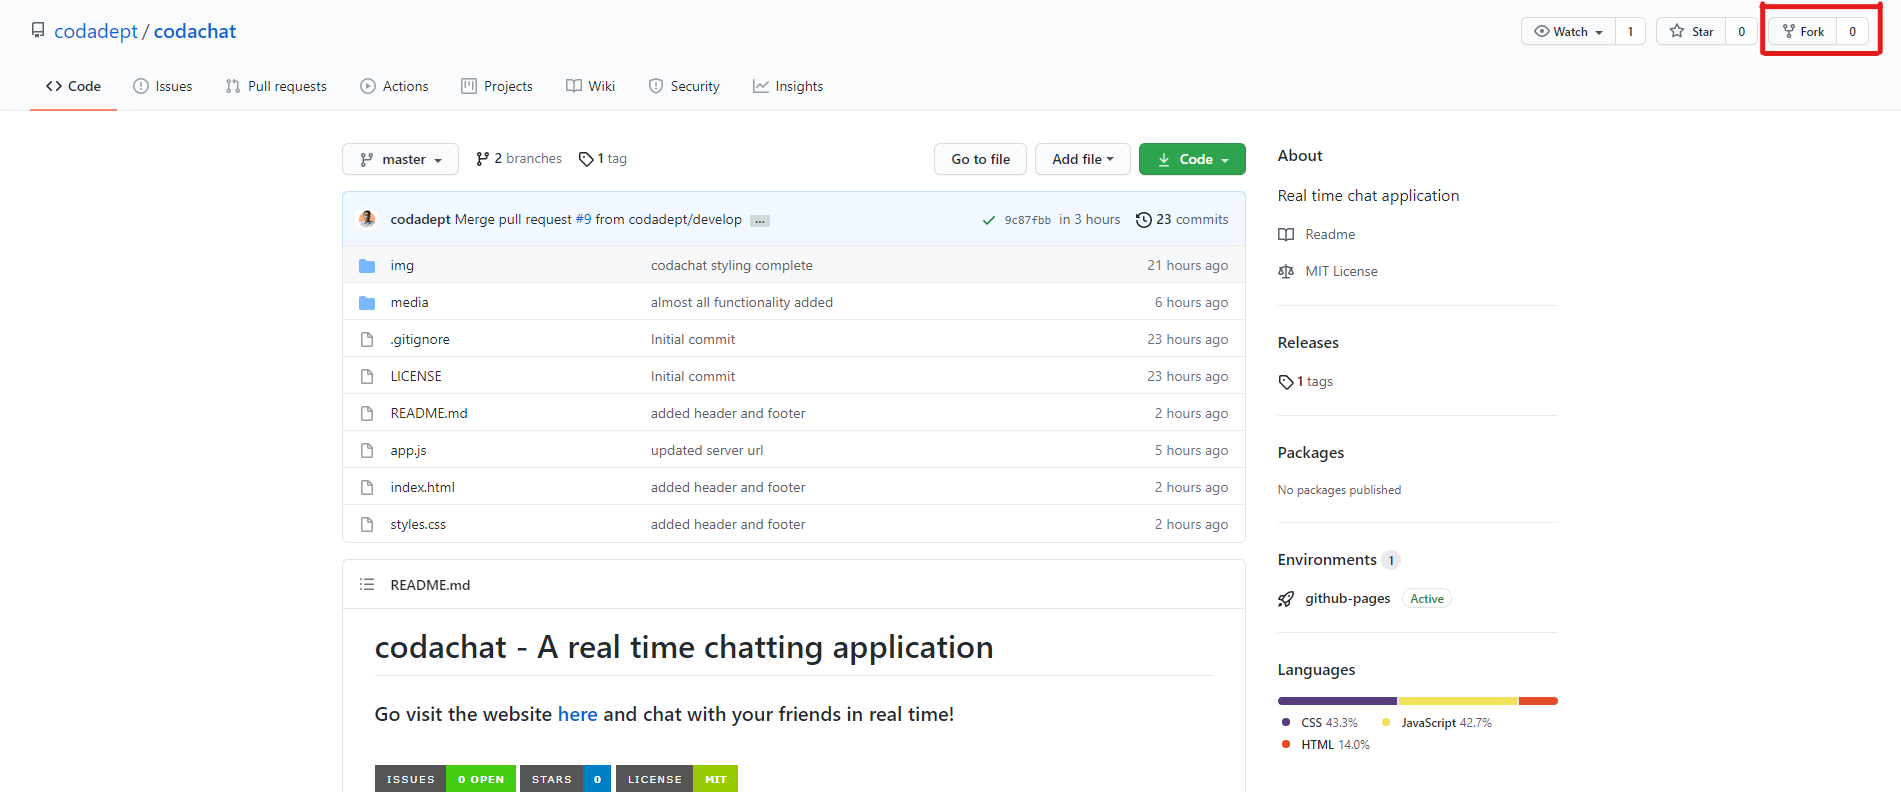 codadept / codachat
Watch 1 Star 0 Fork 0
Code Issues Pull requests Actions Projects Wiki Security Insights
master 2 branches 1 tag Go to file Add file Code
codadept Merge pull request #9 from codadept/develop ... 9c87fbb in 3 hours 23 commits
img codachat styling complete 21 hours ago
media almost all functionality added 6 hours ago
.gitignore Initial commit 23 hours ago
LICENSE Initial commit 23 hours ago
README.md added header and footer 2 hours ago
app.js updated server url 5 hours ago
index.html added header and footer 2 hours ago
styles.css added header and footer 2 hours ago
README.md
codachat - A real time chatting application
Go visit the website here and chat with your friends in real time!
ISSUES 0 OPEN STARS 0 LICENSE MIT
About
Real time chat application
Readme
MIT License
Releases
1 tags
Packages
No packages published
Environments 1
github-pages Active
Languages
CSS 43.3% JavaScript 42.7%
HTML 14.0%